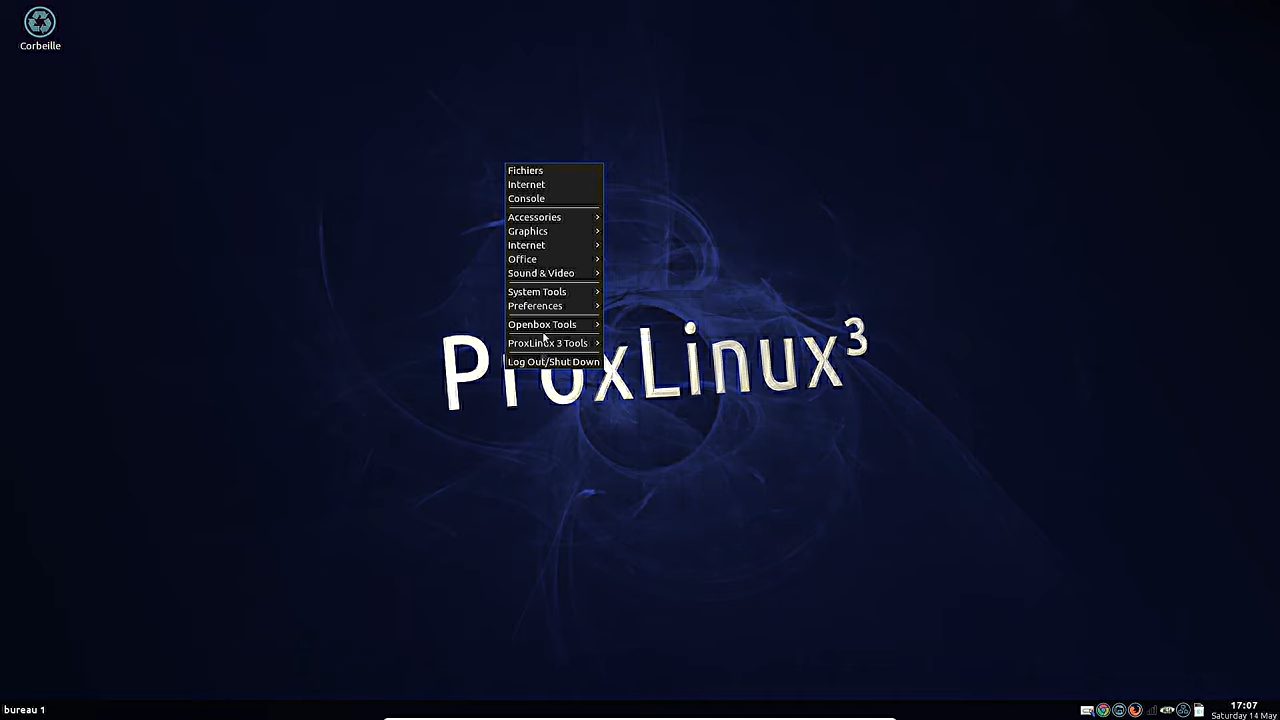 Corbeille
Fichiers
Internet
Console
Accessories
Graphics
Internet
Office
Sound & Video
System Tools
Preferences
Openbox Tools
ProxLinux 3 Tools
Log Out/Shut Down
ProxLinux³
bureau 1
17:07
Saturday 14 May